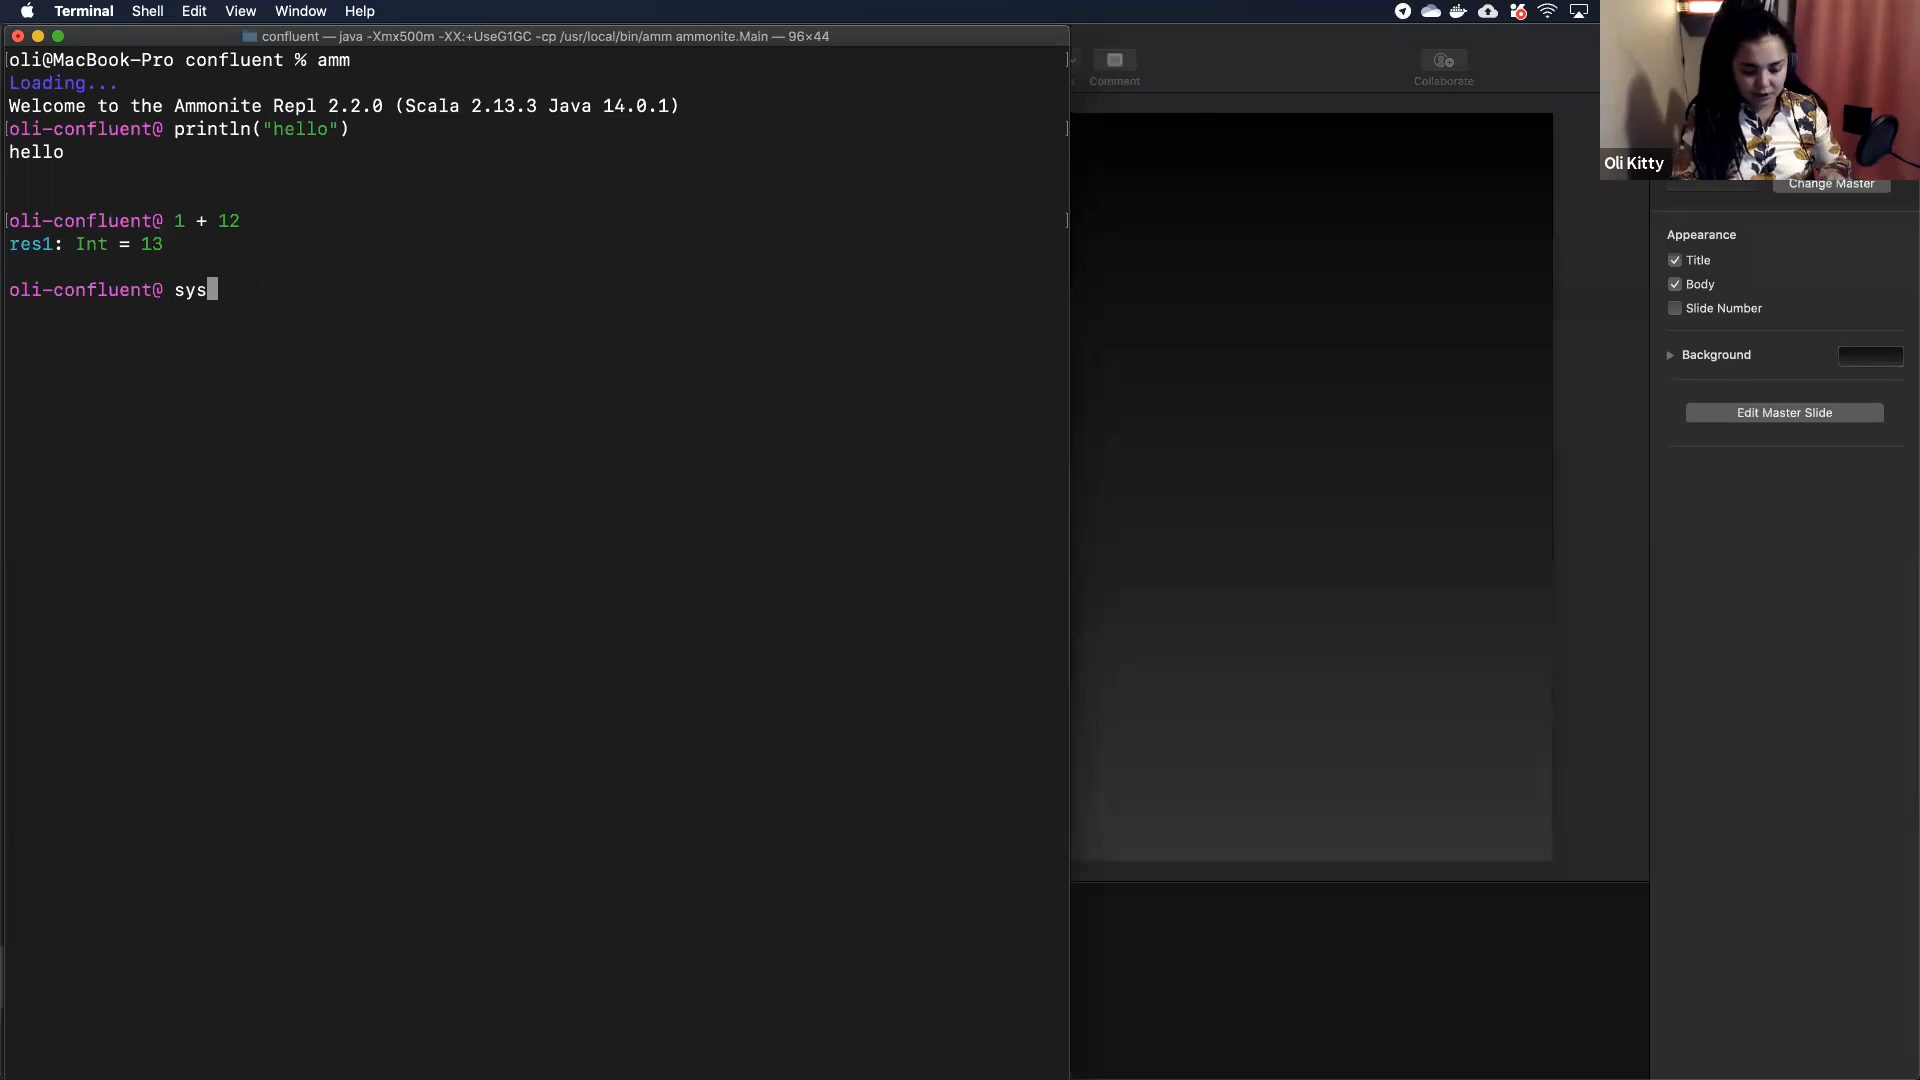 Terminal Shell Edit View Window Help
confluent — java -Xmx500m -XX:+UseG1GC -cp /usr/local/bin/amm ammonite.Main — 96×44
oli@MacBook-Pro confluent % amm
Loading...
Welcome to the Ammonite Repl 2.2.0 (Scala 2.13.3 Java 14.0.1)
oli-confluent@ println("hello")
hello
oli-confluent@ 1 + 12
res1: Int = 13
oli-confluent@ sys
Comment
Collaborate
Oli Kitty
Change Master
Appearance
Title
Body
Slide Number
Background
Edit Master Slide